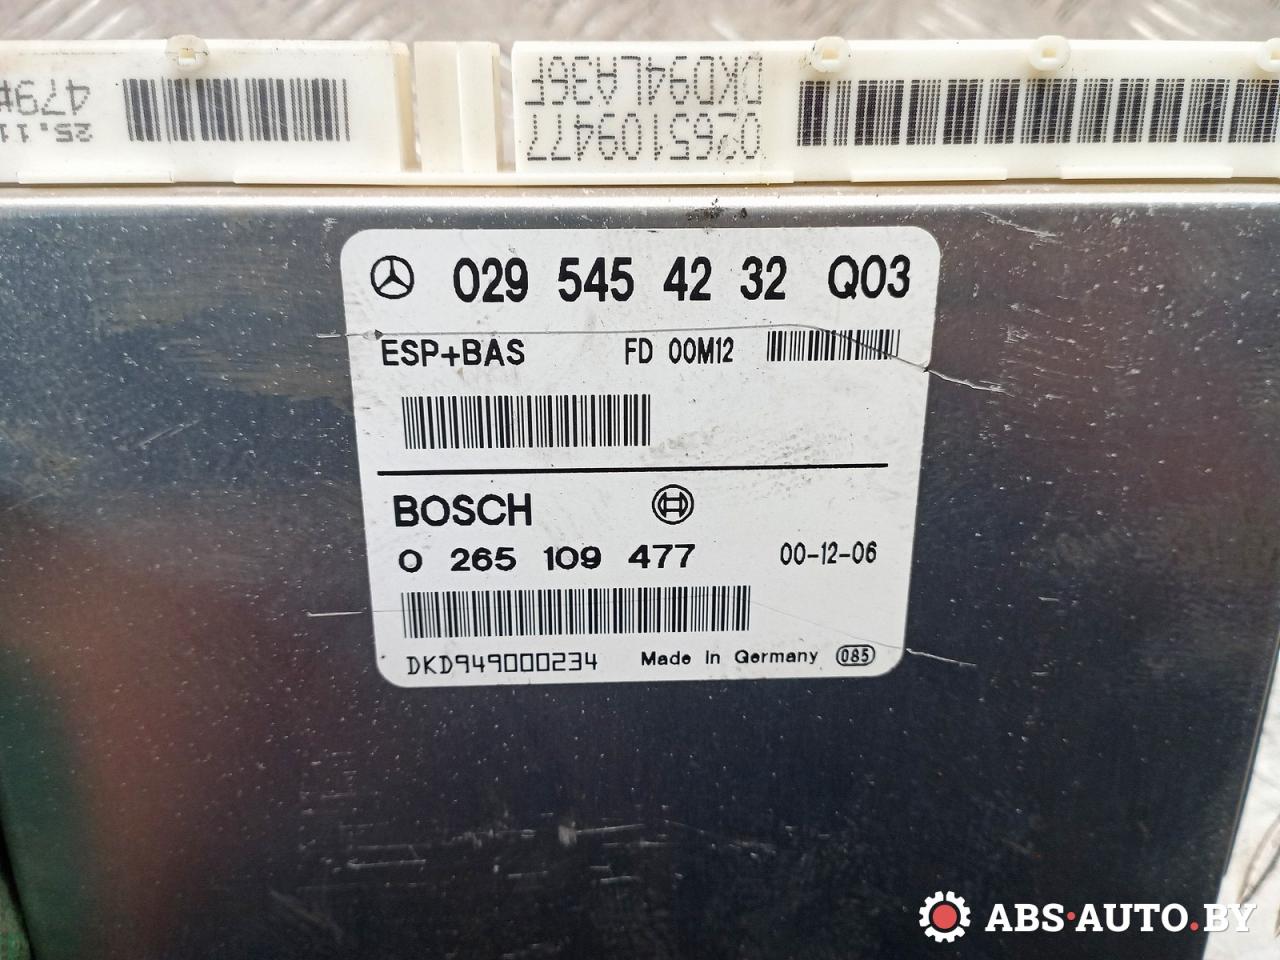 479#
25.11
DKD94LA36F
0265109477
029 545 42 32 Q03
ESP+BAS FD 00M12
BOSCH
0 265 109 477 00-12-06
DKD949000234 Made in Germany 085
ABS·AUTO.BY